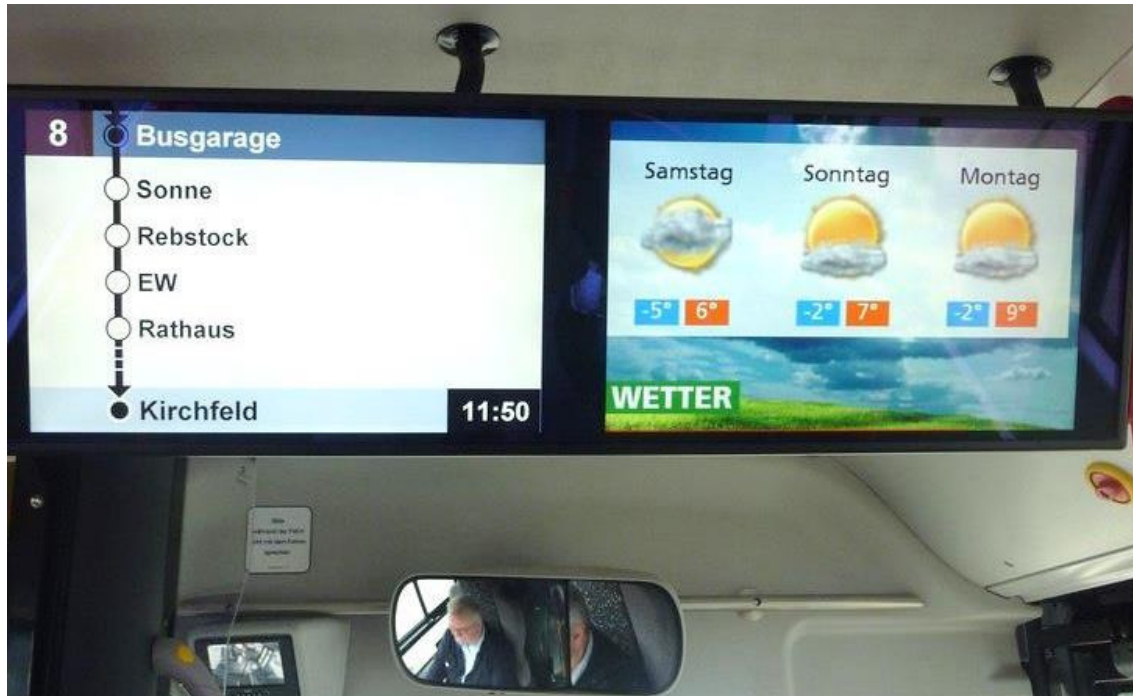 8 Busgarage
Sonne
Rebstock
EW
Rathaus
Kirchfeld 11:50
Samstag Sonntag Montag
-5° 6° -2° 7° -2° 9°
WETTER